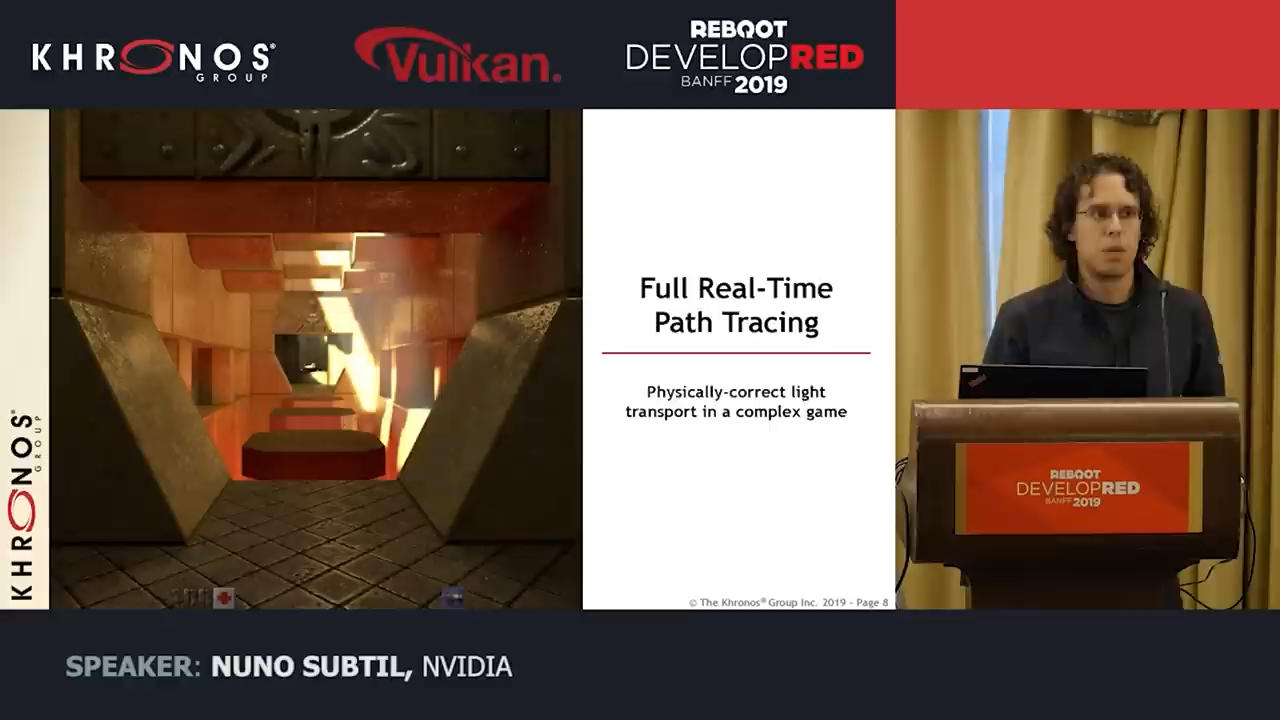 KHRONOS®
GROUP
Vulkan.
REBOOT
DEVELOPRED
BANFF 2019
KHRONOS®
GROUP
Full Real-Time
Path Tracing
Physically-correct light
transport in a complex game
© The Khronos® Group Inc. 2019 - Page 8
REBOOT
DEVELOPRED
BANFF 2019
SPEAKER: NUNO SUBTIL, NVIDIA